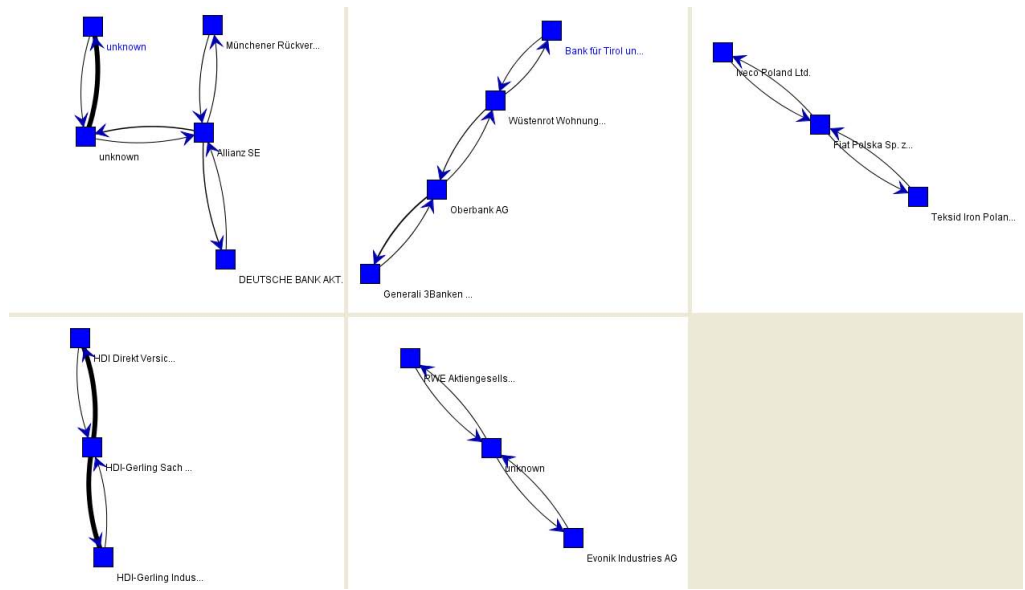 unknown
Münchener Rückver...
unknown
Allianz SE
DEUTSCHE BANK AKT.
Bank für Tirol un...
Wüstenrot Wohnung...
Oberbank AG
Generali 3Banken ...
Iveco Poland Ltd.
Fiat Polska Sp. z...
Teksid Iron Polan...
HDI Direkt Versic...
HDI-Gerling Sach ...
HDI-Gerling Indus...
RWE Aktiengesells...
unknown
Evonik Industries AG